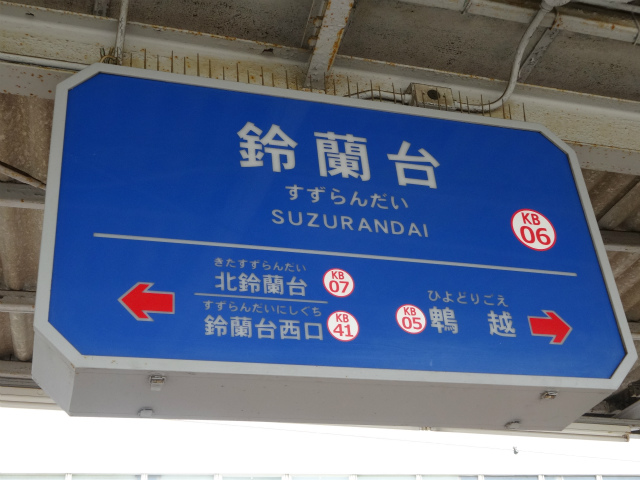 鈴蘭台
すずらんだい
SUZURANDAI
KB
06
きたすずらんだい
北鈴蘭台
KB
07
すずらんだいにしぐち
鈴蘭台西口
KB
41
ひよどりごえ
KB
05
鵯 越